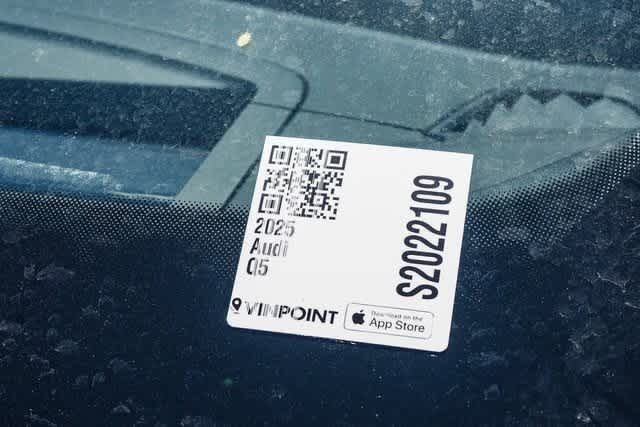 2025
Audi
Q5
S2022109
VINPOINT
Download on the
App Store